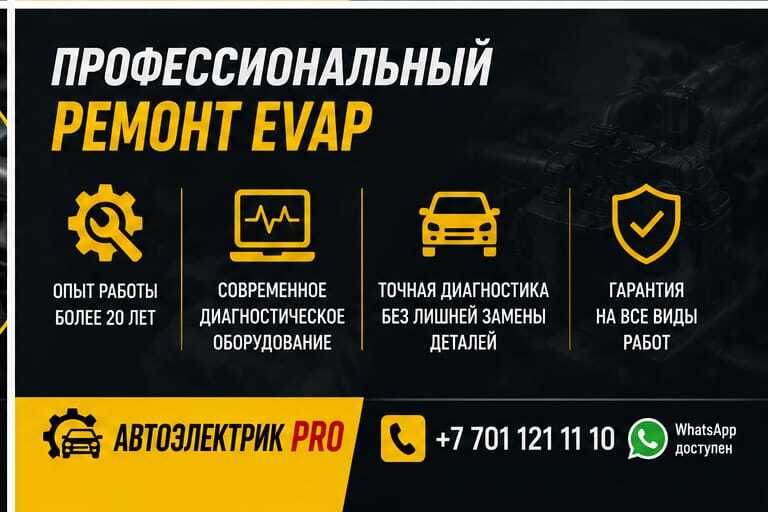 ПРОФЕССИОНАЛЬНЫЙ
РЕМОНТ EVAP
ОПЫТ РАБОТЫ
БОЛЕЕ 20 ЛЕТ
СОВРЕМЕННОЕ
ДИАГНОСТИЧЕСКОЕ
ОБОРУДОВАНИЕ
ТОЧНАЯ ДИАГНОСТИКА
БЕЗ ЛИШНЕЙ ЗАМЕНЫ
ДЕТАЛЕЙ
ГАРАНТИЯ
НА ВСЕ ВИДЫ
РАБОТ
АВТОЭЛЕКТРИК PRO
+7 701 121 11 10
WhatsApp
доступен